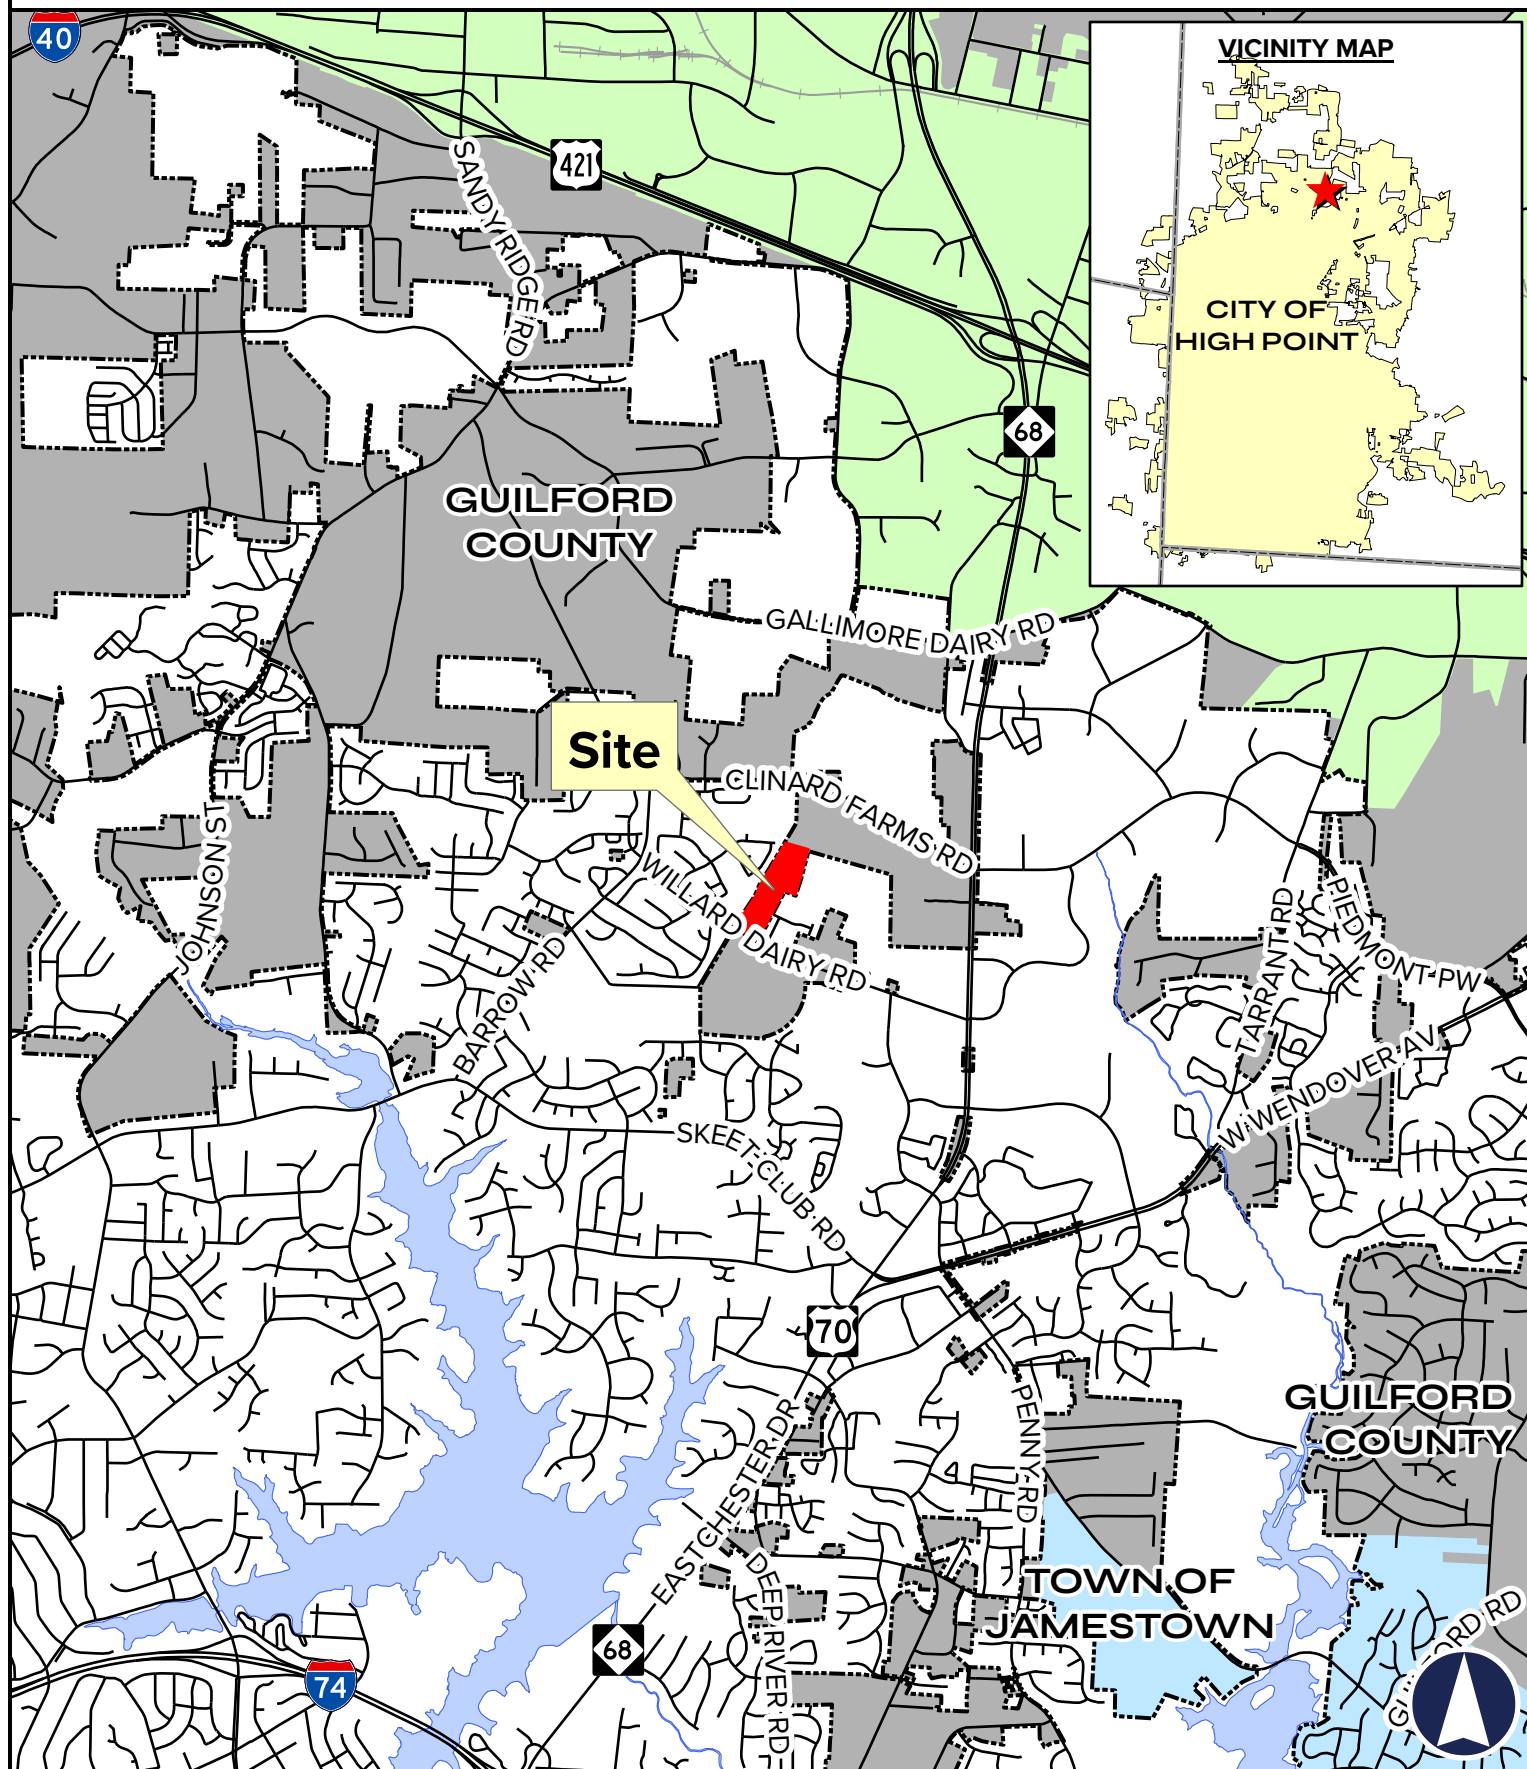 40
VICINITY MAP
421
SANDY RIDGE RD
CITY OF
HIGH POINT
68
GUILFORD
COUNTY
GALLIMORE DAIRY RD
Site
CLINARD FARMS RD
JOHNSON ST
WILLARD DAIRY RD
BARROW RD
TARRANT RD
PIEDMONT PW
W WENDOVER AV
SKEET CLUB RD
70
PENNY RD
GUILFORD
COUNTY
EASTCHESTER DR
DEEP RIVER RD
TOWN OF
JAMESTOWN
68
74
RD